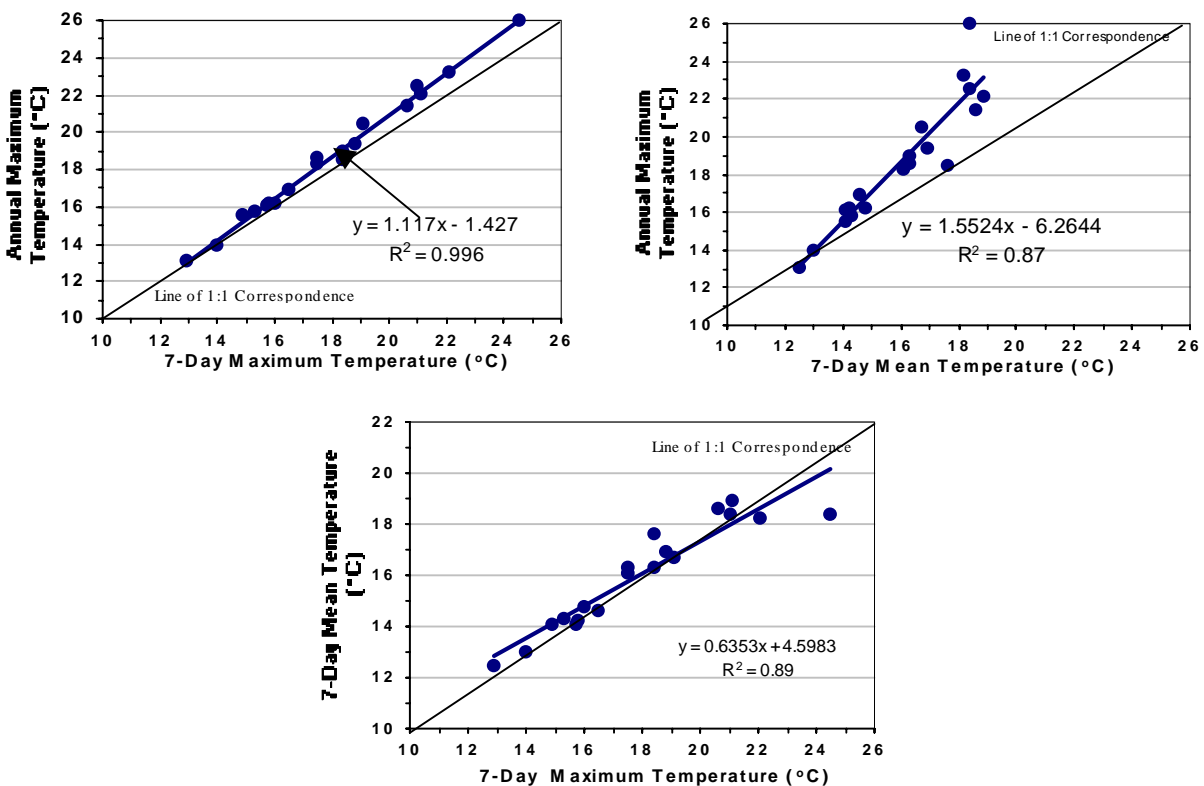 26
24
22
20
18
16
14
12
10
Annual Maximum
Temperature (°C)
y = 1.117x - 1.427
R² = 0.996
Line of 1:1 Correspondence
10 12 14 16 18 20 22 24 26
7-Day Maximum Temperature (ºC)
26
24
22
20
18
16
14
12
10
Annual Maximum
Temperature (°C)
Line of 1:1 Correspondence
y = 1.5524x - 6.2644
R² = 0.87
10 12 14 16 18 20 22 24 26
7-Day Mean Temperature (ºC)
22
20
18
16
14
12
10
7-Day Mean Temperature
(°C)
Line of 1:1 Correspondence
y = 0.6353x + 4.5983
R² = 0.89
10 12 14 16 18 20 22 24 26
7-Day Maximum Temperature (ºC)